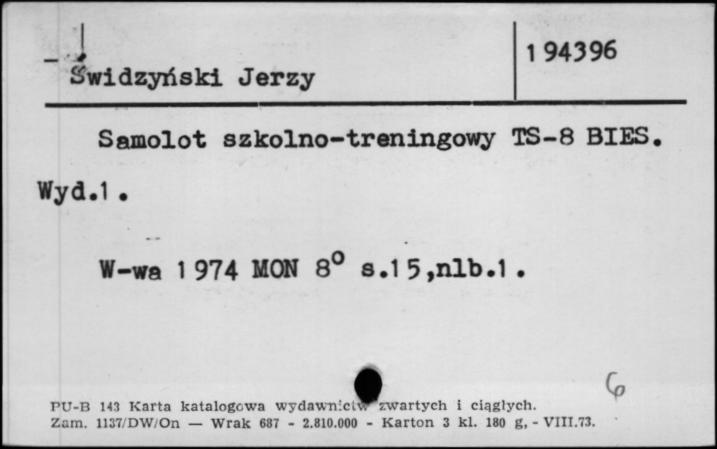 Świdzyński Jerzy
194396
Samolot szkolno-treningowy TS-8 BIES.
Wyd.1.
W-wa 1974 MON 8° s.15,nlb.1.
6
PU-B 143 Karta katalogowa wydawnictw zwartych i ciągłych.
Zam. 1137/DW/On — Wrak 687 - 2.810.000 - Karton 3 kl. 180 g, - VIII.73.